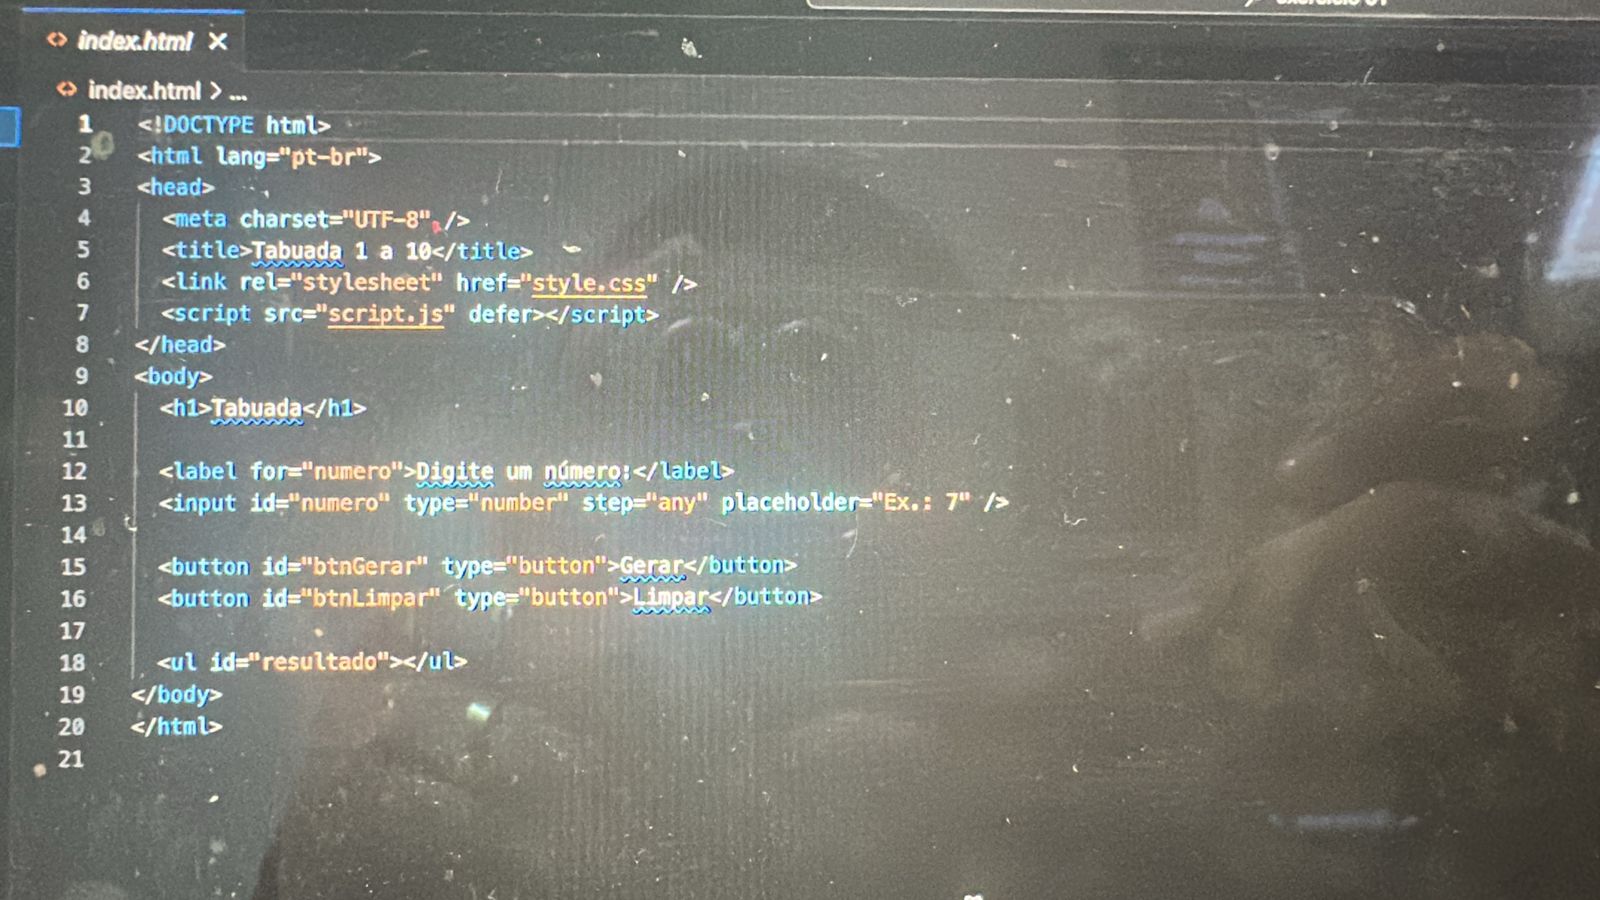 exercicio 01
index.html
index.html > ...
1 <!DOCTYPE html>
2 <html lang="pt-br">
3 <head>
4 <meta charset="UTF-8" />
5 <title>Tabuada 1 a 10</title>
6 <link rel="stylesheet" href="style.css" />
7 <script src="script.js" defer></script>
8 </head>
9 <body>
10 <h1>Tabuada</h1>
11
12 <label for="numero">Digite um número:</label>
13 <input id="numero" type="number" step="any" placeholder="Ex.: 7" />
14
15 <button id="btnGerar" type="button">Gerar</button>
16 <button id="btnLimpar" type="button">Limpar</button>
17
18 <ul id="resultado"></ul>
19 </body>
20 </html>
21